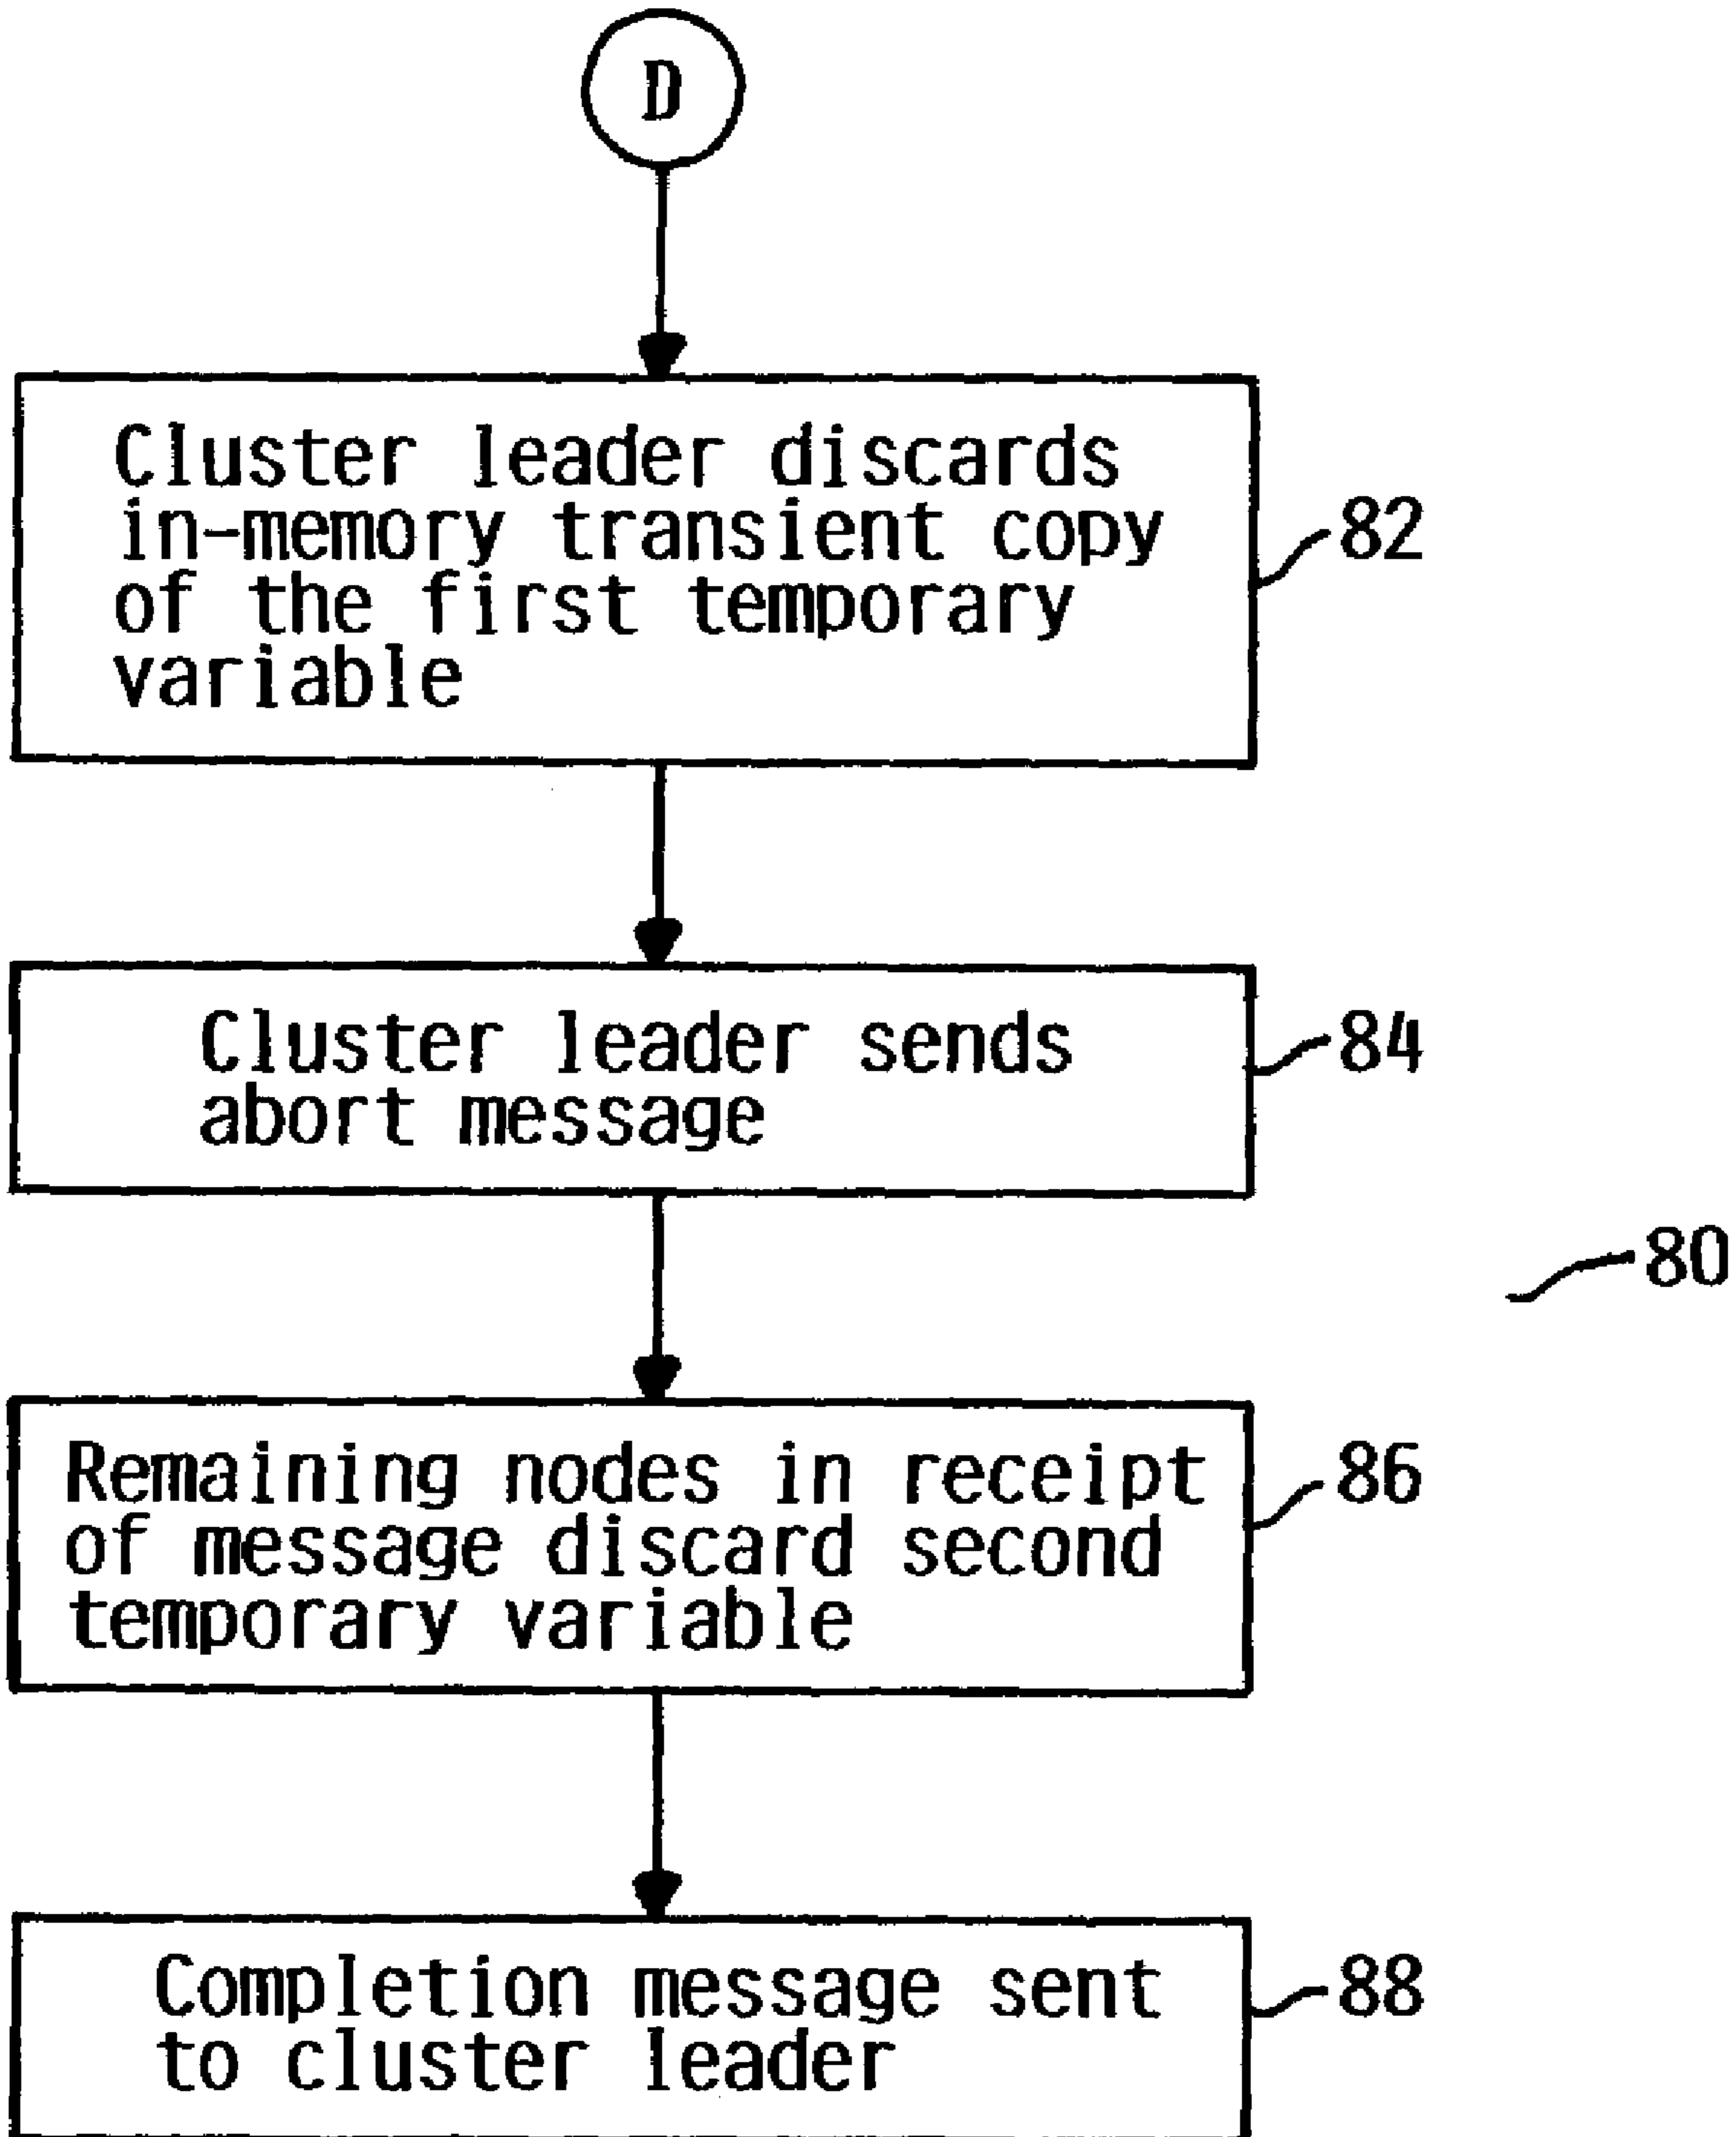 D
Cluster leader discards
in-memory transient copy
of the first temporary
variable
82
Cluster leader sends
abort message
84
80
Remaining nodes in receipt
of message discard second
temporary variable
86
Completion message sent
to cluster leader
88